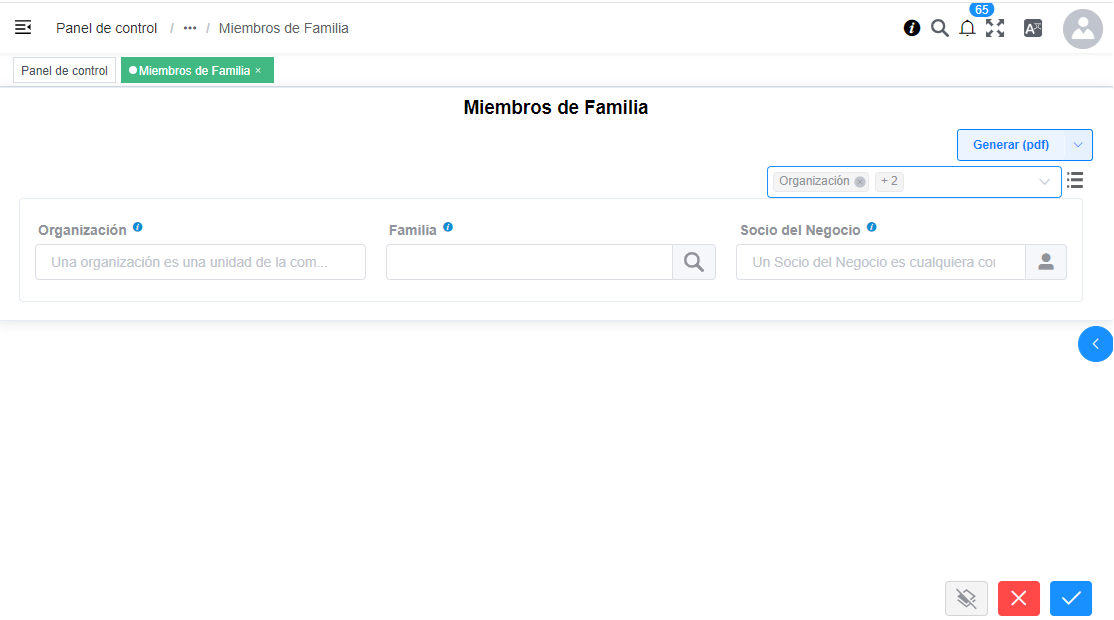 65
Panel de control / ••• / Miembros de Familia
Panel de control
Miembros de Familia ×
Miembros de Familia
Generar (pdf)
Organización + 2
Organización Familia Socio del Negocio
Una organización es una unidad de la com... Un Socio del Negocio es cualquiera co